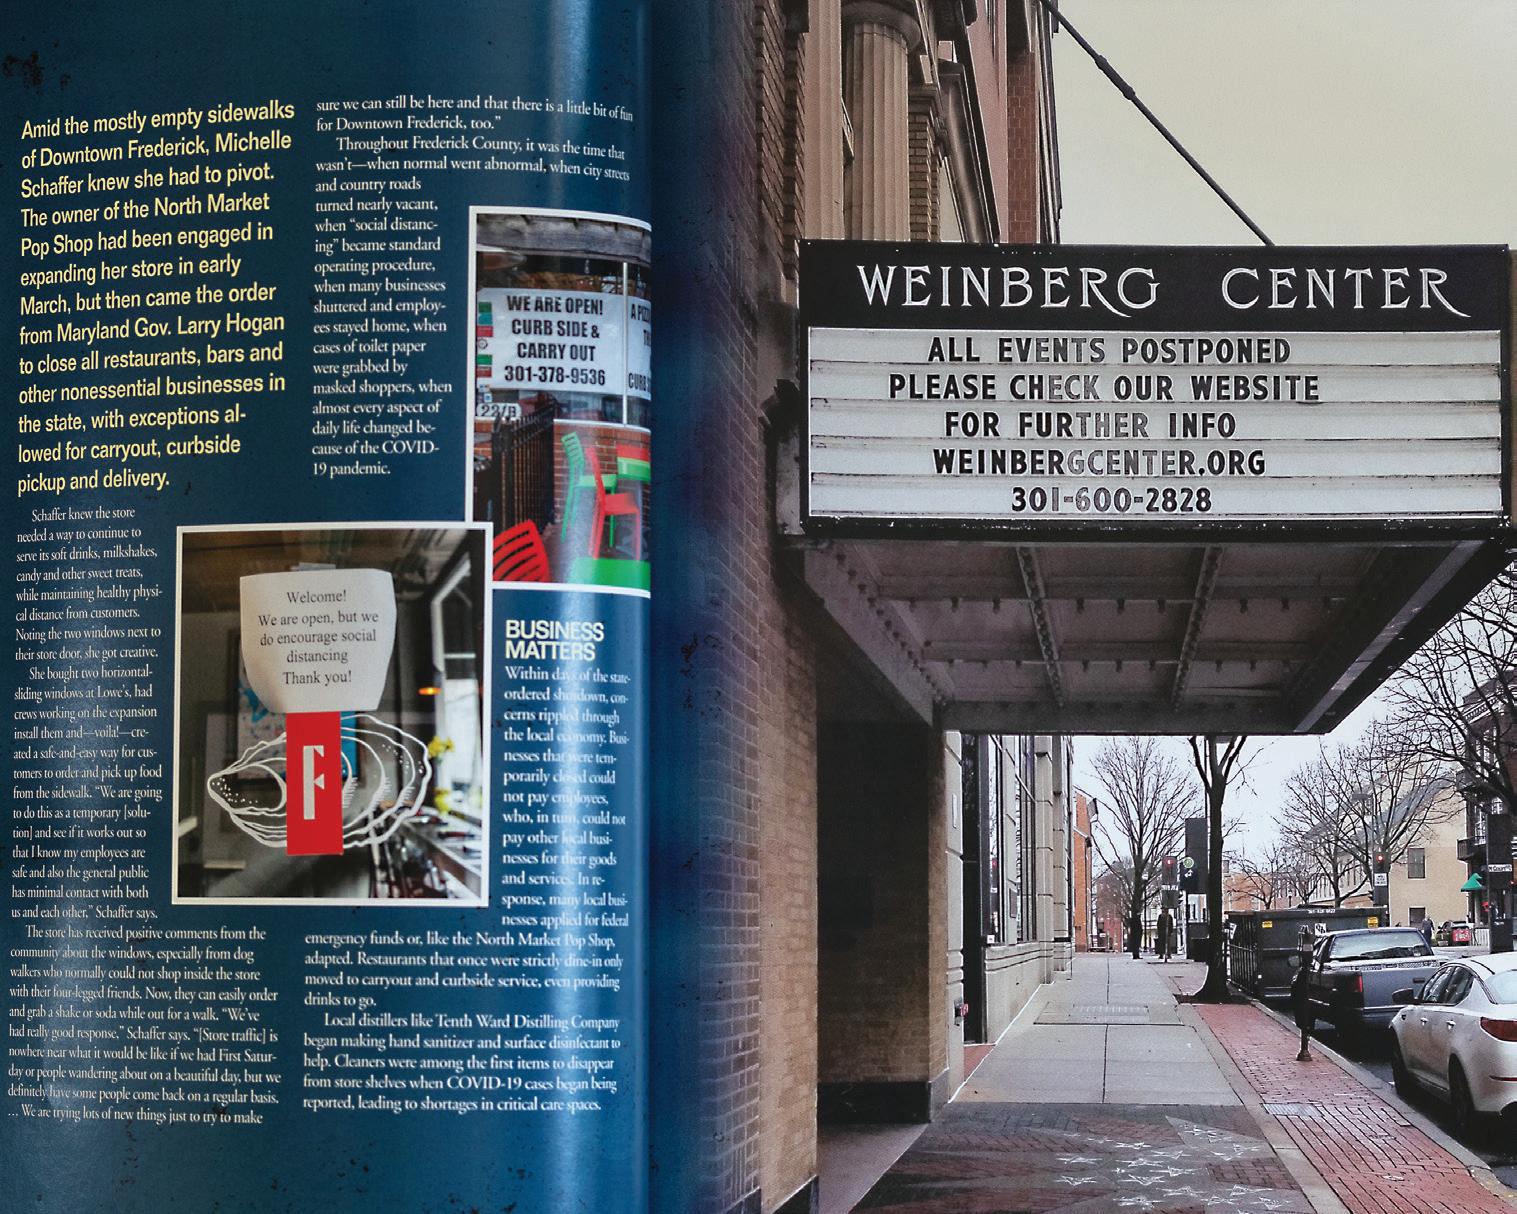 Amid the mostly empty sidewalks
of Downtown Frederick, Michelle
Schaffer knew she had to pivot.
The owner of the North Market
Pop Shop had been engaged in
expanding her store in early
March, but then came the order
from Maryland Gov. Larry Hogan
to close all restaurants, bars and
other nonessential businesses in
the state, with exceptions al-
lowed for carryout, curbside
pickup and delivery.
Schaffer knew the store
needed a way to continue to
serve its soft drinks, milkshakes,
candy and other sweet treats,
while maintaining healthy physi-
cal distance from customers.
Noting the two windows next to
their store door, she got creative.
She bought two horizontal-
sliding windows at Lowe's, had
crews working on the expansion
install them and—voila!—cre-
ated a safe-and-easy way for cus-
tomers to order and pick up food
from the sidewalk. "We are going
to do this as a temporary [solu-
tion] and see if it works out so
that I know my employees are
safe and also the general public
has minimal contact with both
us and each other," Schaffer says.
The store has received positive comments from the
community about the windows, especially from dog
walkers who normally could not shop inside the store
with their four-legged friends. Now, they can easily order
and grab a shake or soda while out for a walk. "We've
had really good response," Schaffer says. "[Store traffic] is
nowhere near what it would be like if we had First Satur-
day or people wandering about on a beautiful day, but we
definitely have some people come back on a regular basis.
… We are trying lots of new things just to try to make
sure we can still be here and that there is a little bit of fun
for Downtown Frederick, too."
Throughout Frederick County, it was the time that
wasn't—when normal went abnormal, when city streets
and country roads
turned nearly vacant,
when "social distanc-
ing" became standard
operating procedure,
when many businesses
shuttered and employ-
ees stayed home, when
cases of toilet paper
were grabbed by
masked shoppers, when
almost every aspect of
daily life changed be-
cause of the COVID-
19 pandemic.
WE ARE OPEN!
CURB SIDE &
CARRY OUT
301-378-9536
22/B
Welcome!
We are open, but we
do encourage social
distancing
Thank you!
F
BUSINESS
MATTERS
Within days of the state-
ordered shutdown, con-
cerns rippled through
the local economy. Busi-
nesses that were tem-
porarily closed could
not pay employees,
who, in turn, could not
pay other local busi-
nesses for their goods
and services. In re-
sponse, many local busi-
nesses applied for federal
emergency funds or, like the North Market Pop Shop,
adapted. Restaurants that once were strictly dine-in only
moved to carryout and curbside service, even providing
drinks to go.
Local distillers like Tenth Ward Distilling Company
began making hand sanitizer and surface disinfectant to
help. Cleaners were among the first items to disappear
from store shelves when COVID-19 cases began being
reported, leading to shortages in critical care spaces.
WEINBERG CENTER
ALL EVENTS POSTPONED
PLEASE CHECK OUR WEBSITE
FOR FURTHER INFO
WEINBERGCENTER.ORG
301-600-2828